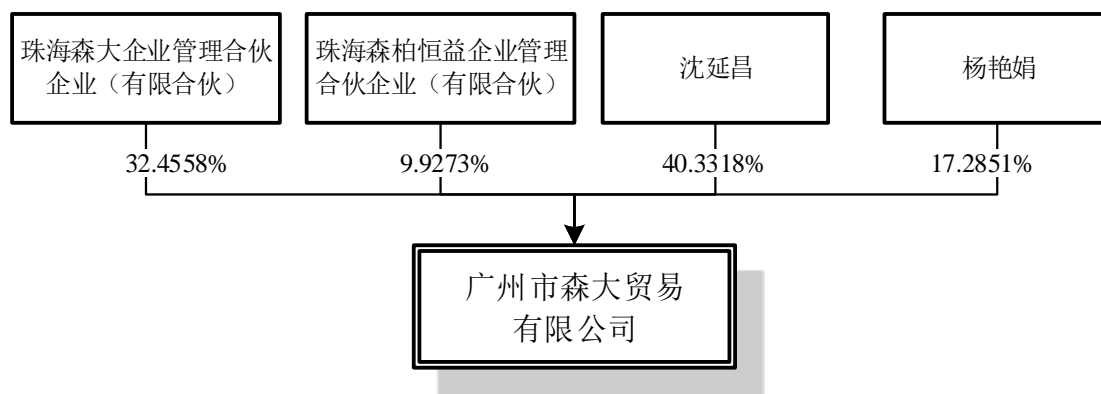 珠海森大企业管理合伙
企业（有限合伙）
珠海森柏恒益企业管理
合伙企业（有限合伙）
沈延昌
杨艳娟
32.4558%
9.9273%
40.3318%
17.2851%
广州市森大贸易
有限公司